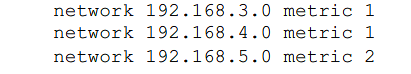 network 192.168.3.0 metric 1
network 192.168.4.0 metric 1
network 192.168.5.0 metric 2